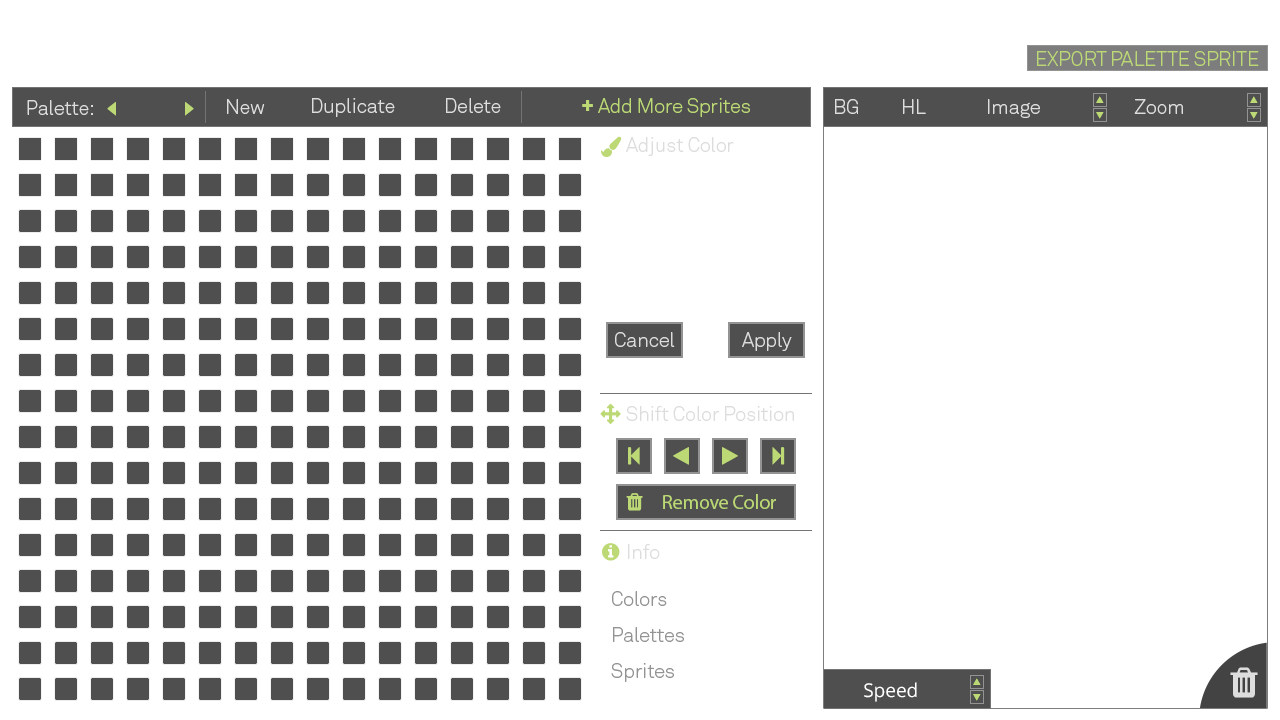 EXPORT PALETTE SPRITE
Palette: New Duplicate Delete + Add More Sprites
BG HL Image Zoom
Adjust Color
Cancel Apply
Shift Color Position
Remove Color
Info
Colors
Palettes
Sprites
Speed